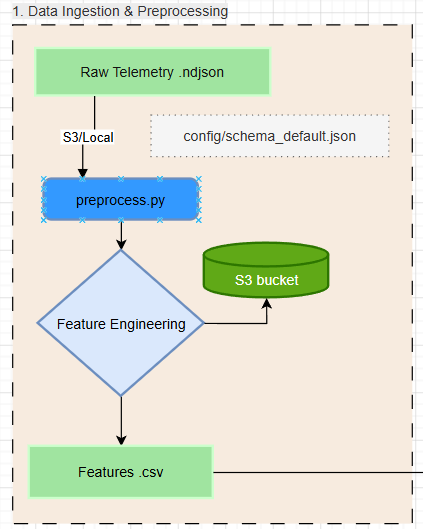 1. Data Ingestion & Preprocessing
Raw Telemetry .ndjson
S3/Local
config/schema_default.json
preprocess.py
S3 bucket
Feature Engineering
Features .csv